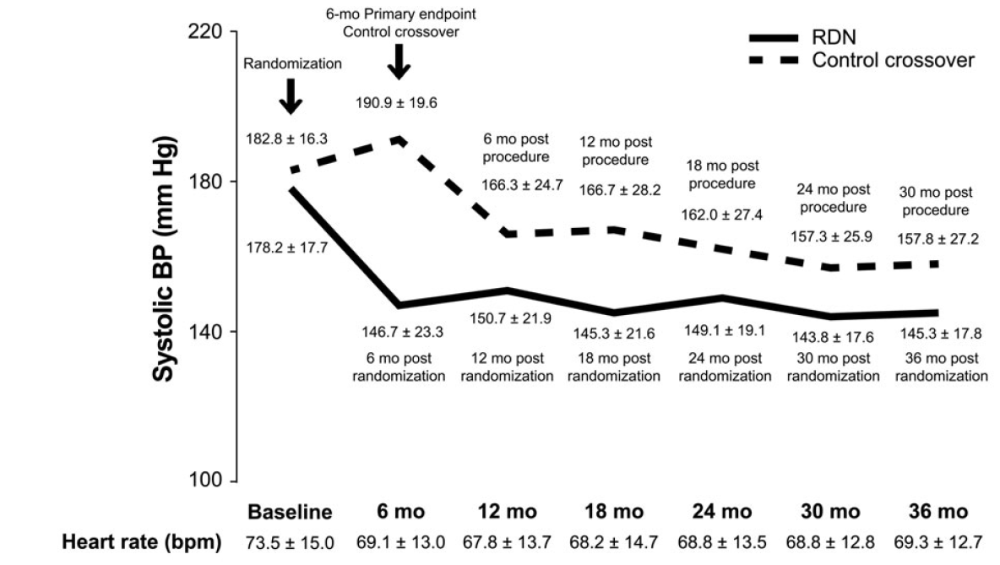 6-mo Primary endpoint
Control crossover
220
RDN
Control crossover
Randomization
190.9 ± 19.6
182.8 ± 16.3
6 mo post
procedure
166.3 ± 24.7
12 mo post
procedure
166.7 ± 28.2
18 mo post
procedure
162.0 ± 27.4
24 mo post
procedure
157.3 ± 25.9
30 mo post
procedure
157.8 ± 27.2
180
Systolic BP (mm Hg)
178.2 ± 17.7
140
146.7 ± 23.3
6 mo post
randomization
150.7 ± 21.9
12 mo post
randomization
145.3 ± 21.6
18 mo post
randomization
149.1 ± 19.1
24 mo post
randomization
143.8 ± 17.6
30 mo post
randomization
145.3 ± 17.8
36 mo post
randomization
100
Baseline 6 mo 12 mo 18 mo 24 mo 30 mo 36 mo
Heart rate (bpm) 73.5 ± 15.0 69.1 ± 13.0 67.8 ± 13.7 68.2 ± 14.7 68.8 ± 13.5 68.8 ± 12.8 69.3 ± 12.7